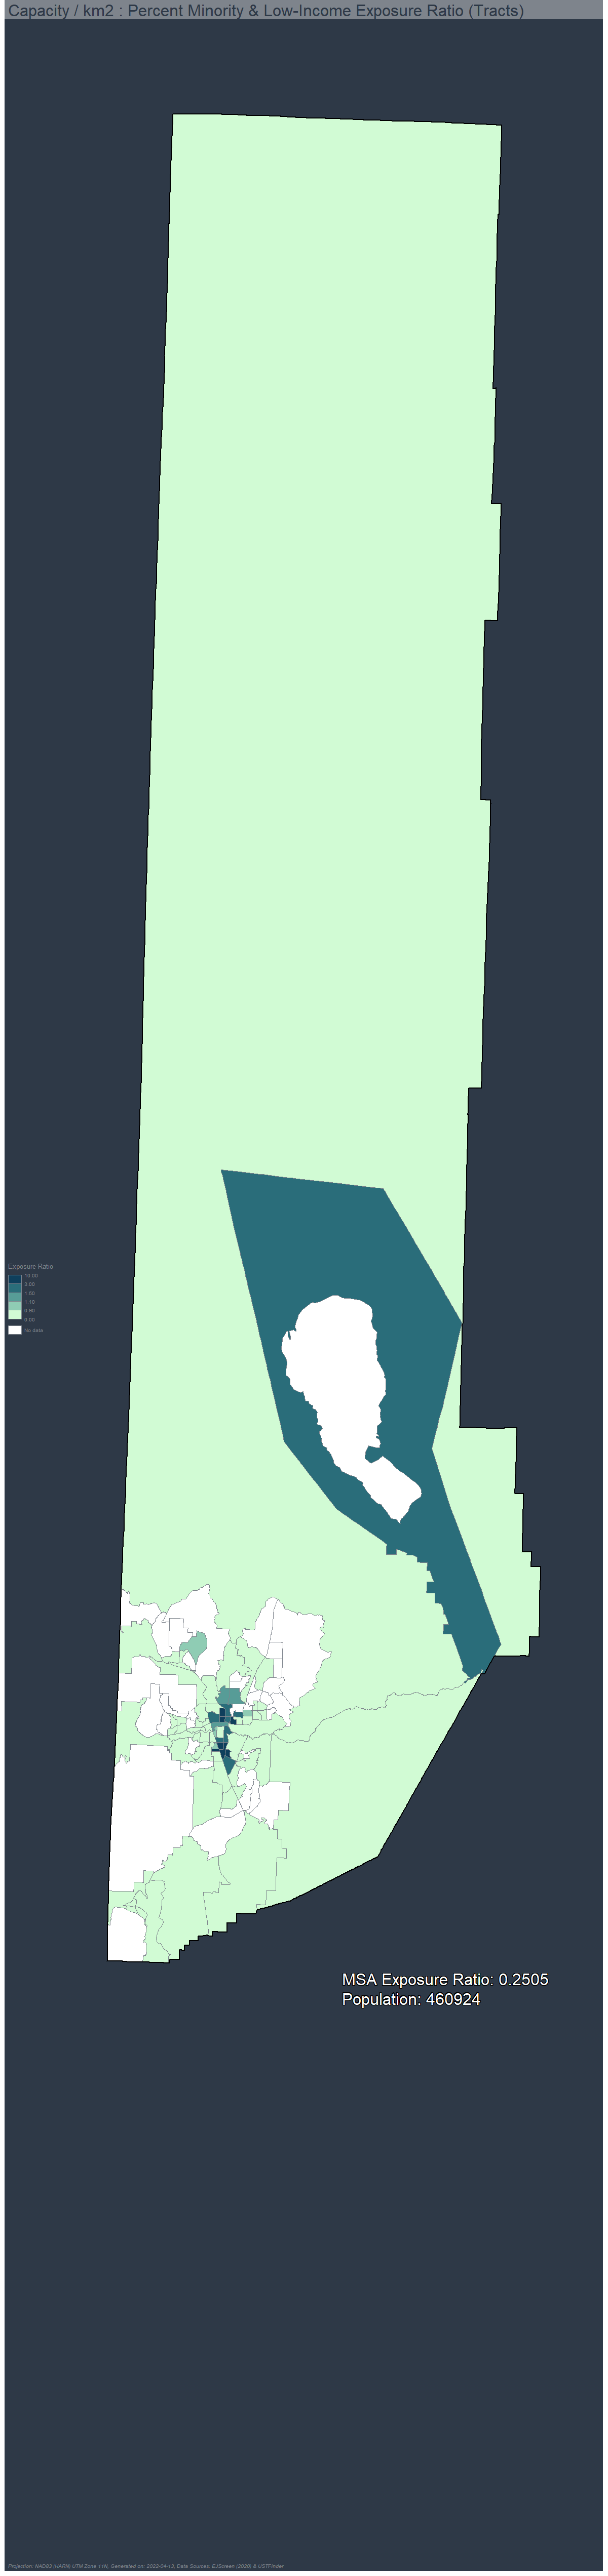 Capacity / km2 : Percent Minority & Low-Income Exposure Ratio (Tracts)
Exposure Ratio
10.00
2.00
1.50
1.10
0.90
0.00
No data
MSA Exposure Ratio: 0.2505
Population: 460924
Projection: NAD83 (HARN) UTM Zone 11N, Generated on: 2022-04-13, Data Sources: EJScreen (2020) & USTFinder